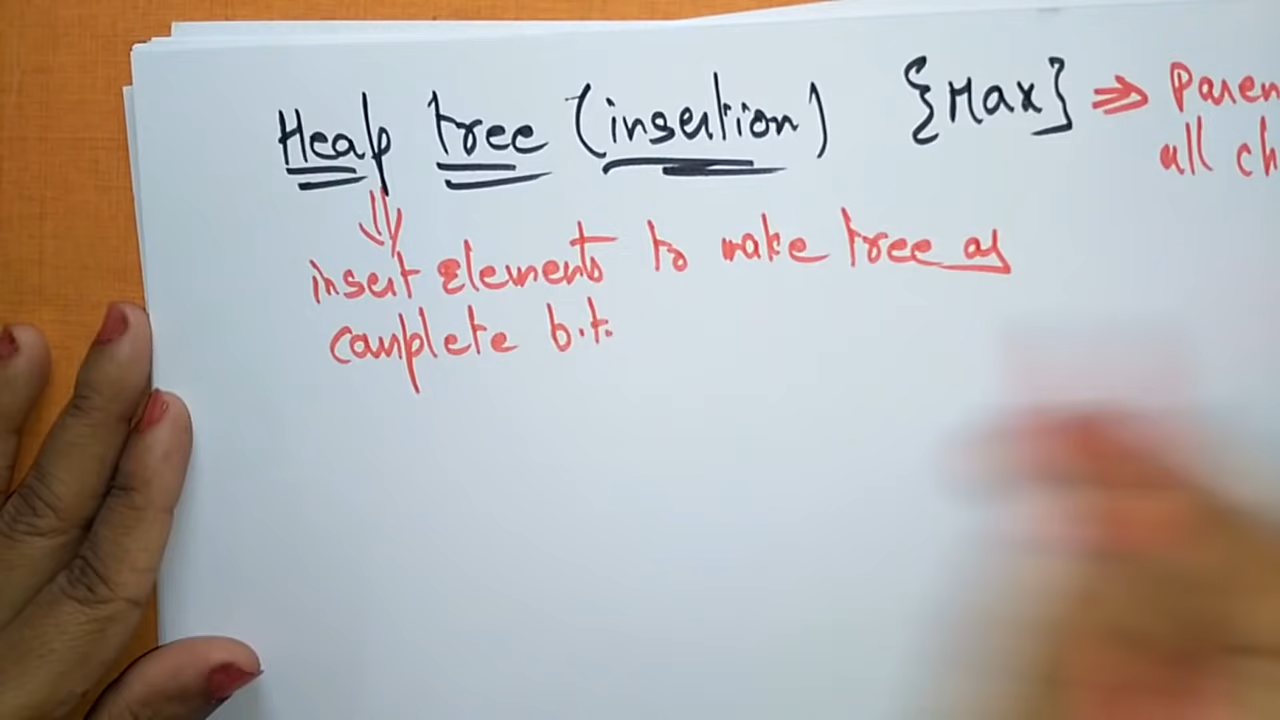 Heap tree (insertion) {Max} ⇒ Paren
all ch
insert elements to make tree as
complete b.t.